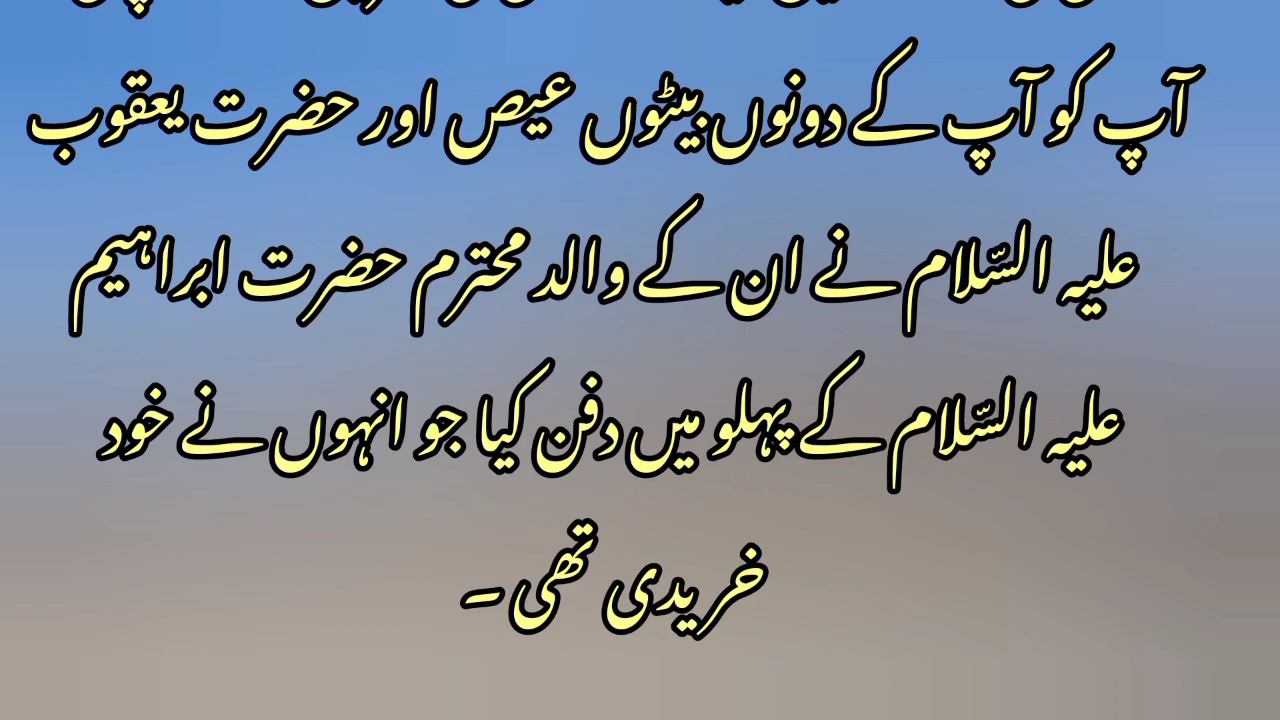 آپ کو آپ کے دونوں بیٹوں عیص اور حضرت یعقوب
علیہ السّلام نے ان کے والد محترم حضرت ابراہیم
علیہ السّلام کے پہلو میں دفن کیا جو انہوں نے خود
خریدی تھی ۔